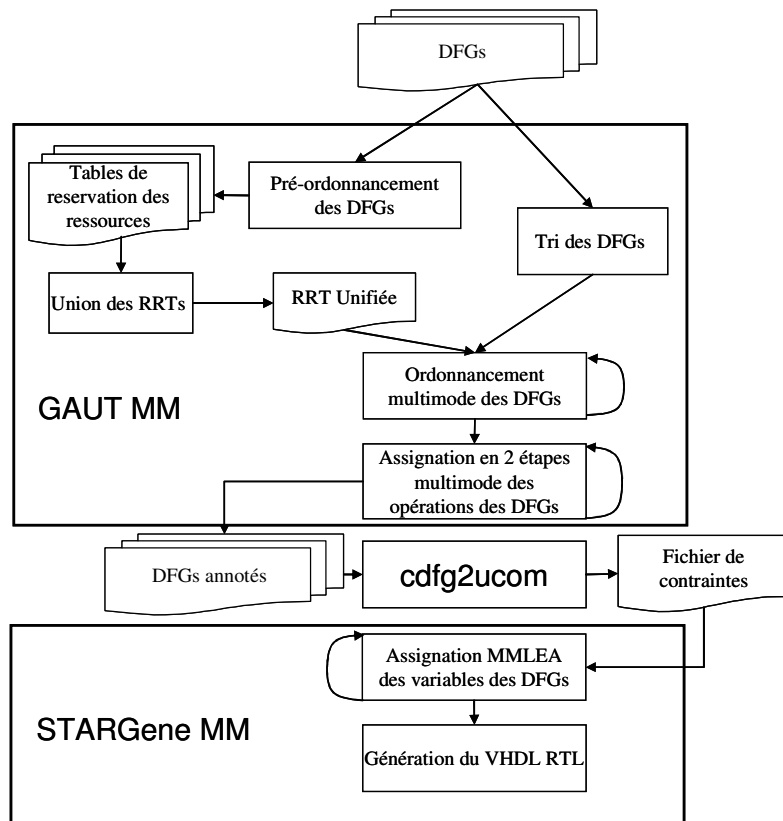 DFGs
Tables de
reservation des
ressources
Pré-ordonnancement
des DFGs
Tri des DFGs
Union des RRTs
RRT Unifiée
Ordonnancement
multimode des DFGs
GAUT MM
Assignation en 2 étapes
multimode des
opérations des DFGs
DFGs annotés
cdfg2ucom
Fichier de
contraintes
Assignation MMLEA
des variables des DFGs
STARGene MM
Génération du VHDL RTL